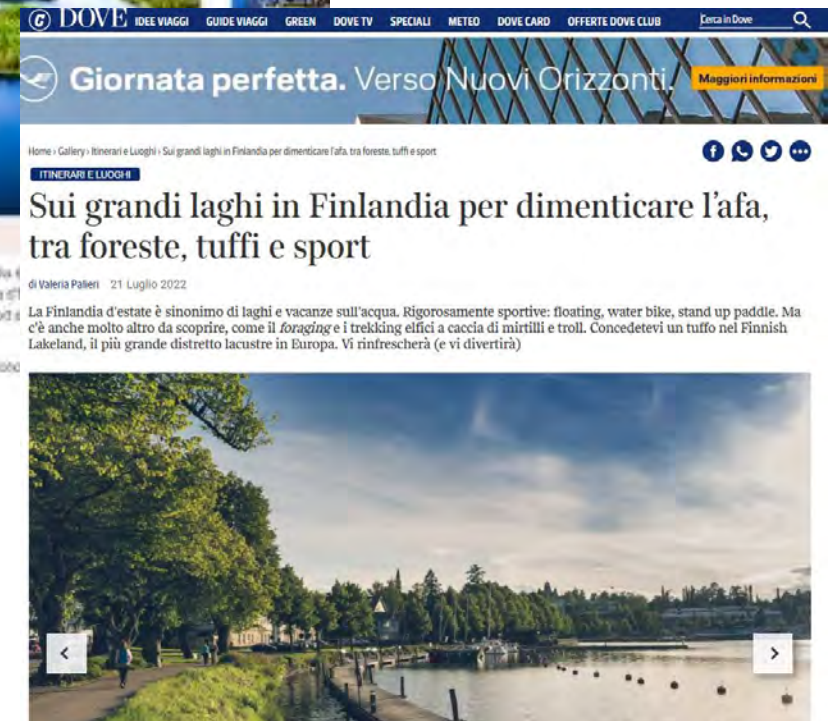 DOVE IDEE VIAGGI GUIDE VIAGGI GREEN DOVE TV SPECIALI METEO DOVE CARD OFFERTE DOVE CLUB Cerca in Dove
Giornata perfetta. Verso Nuovi Orizzonti. Maggiori informazioni
Home › Gallery › Itinerari e Luoghi › Sui grandi laghi in Finlandia per dimenticare l'afa, tra foreste, tuffi e sport
ITINERARI E LUOGHI
Sui grandi laghi in Finlandia per dimenticare l'afa,
tra foreste, tuffi e sport
di Valeria Palieri 21 Luglio 2022
La Finlandia d'estate è sinonimo di laghi e vacanze sull'acqua. Rigorosamente sportive: floating, water bike, stand up paddle. Ma
c'è anche molto altro da scoprire, come il foraging e i trekking elfici a caccia di mirtilli e troll. Concedetevi un tuffo nel Finnish
Lakeland, il più grande distretto lacustre in Europa. Vi rinfrescherà (e vi divertirà)